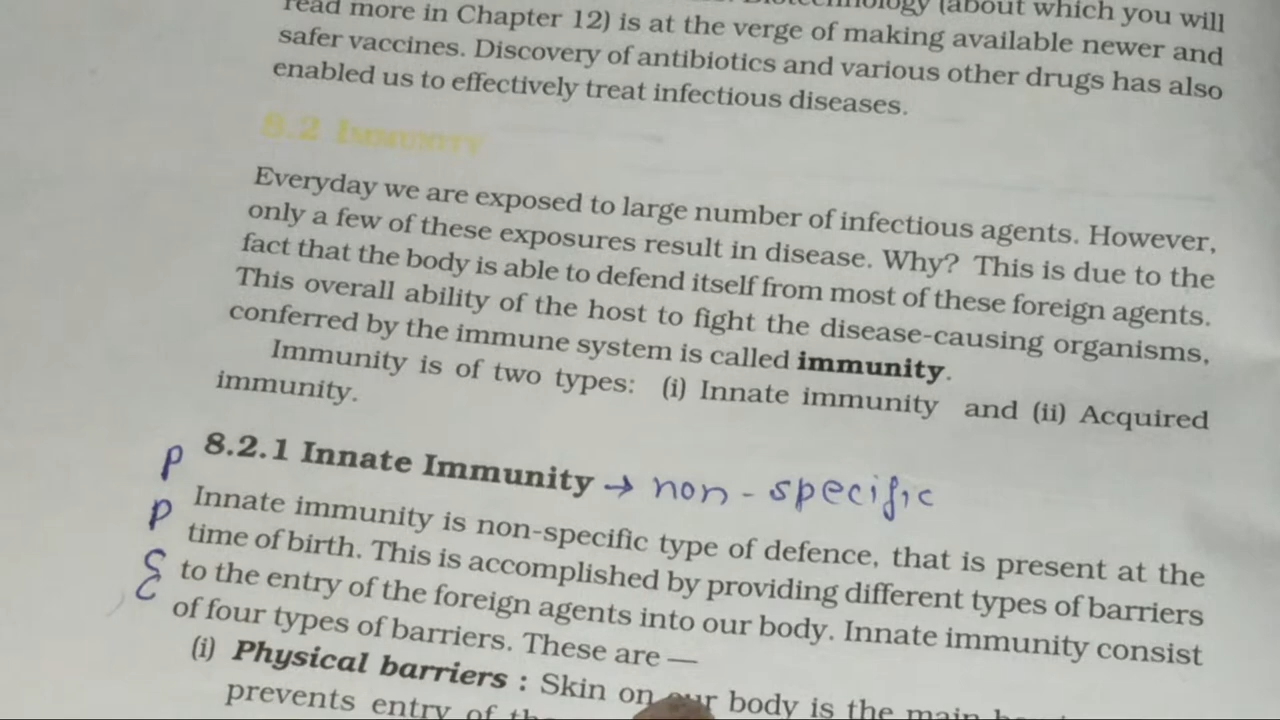 (about which you will
read more in Chapter 12) is at the verge of making available newer and
safer vaccines. Discovery of antibiotics and various other drugs has also
enabled us to effectively treat infectious diseases.
8.2 IMMUNITY
Everyday we are exposed to large number of infectious agents. However,
only a few of these exposures result in disease. Why? This is due to the
fact that the body is able to defend itself from most of these foreign agents.
This overall ability of the host to fight the disease-causing organisms,
conferred by the immune system is called immunity.
Immunity is of two types: (i) Innate immunity and (ii) Acquired
immunity.
P 8.2.1 Innate Immunity → non-specific
P Innate immunity is non-specific type of defence, that is present at the
time of birth. This is accomplished by providing different types of barriers
to the entry of the foreign agents into our body. Innate immunity consist
of four types of barriers. These are —
(i) Physical barriers : Skin on our body is the main
prevents entry of